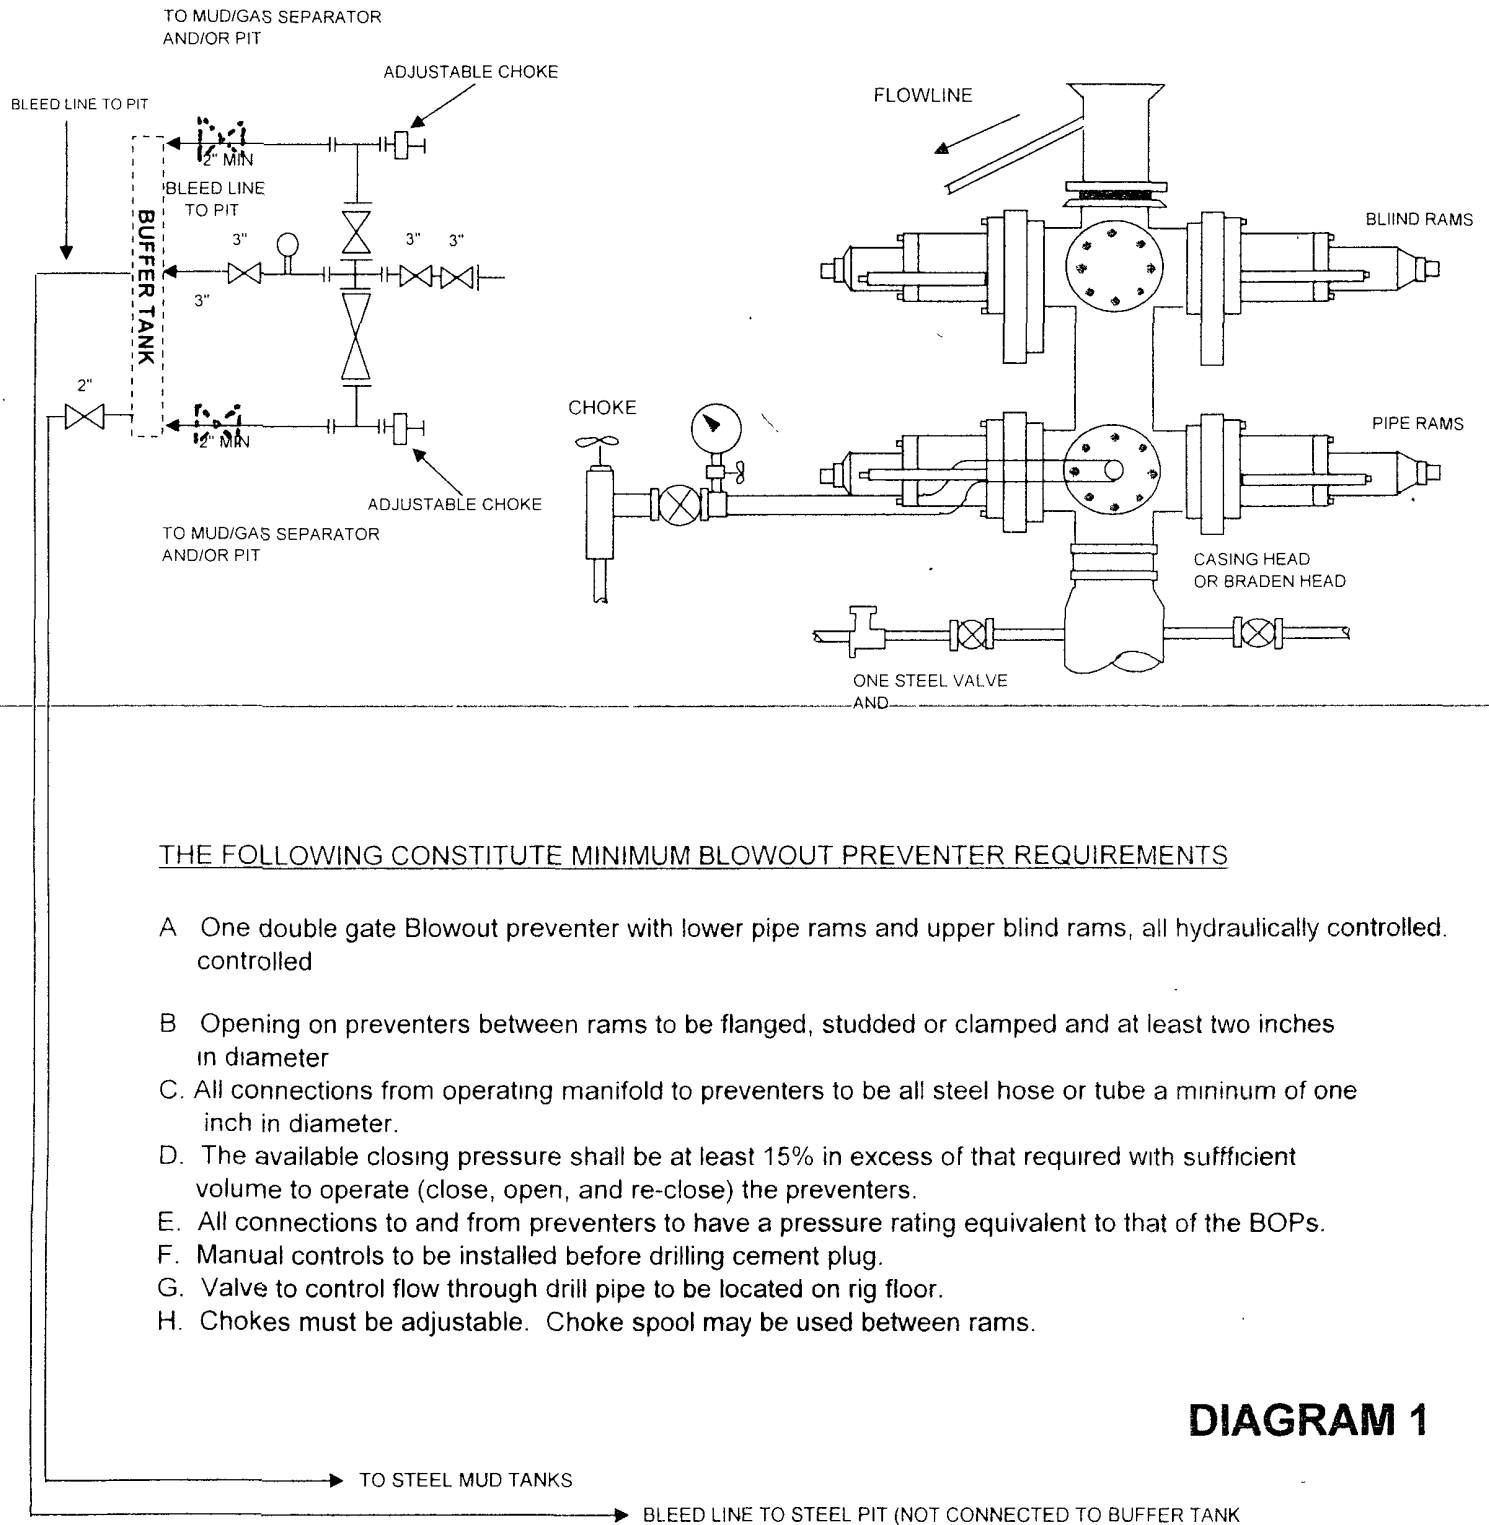 TO MUD/GAS SEPARATOR
AND/OR PIT
ADJUSTABLE CHOKE
BLEED LINE TO PIT
FLOWLINE
2" MIN
BLEED LINE
TO PIT
BUFFER TANK
3"
3"
3"
3"
BLIIND RAMS
2"
CHOKE
2" MIN
PIPE RAMS
ADJUSTABLE CHOKE
TO MUD/GAS SEPARATOR
AND/OR PIT
CASING HEAD
OR BRADEN HEAD
ONE STEEL VALVE
AND
THE FOLLOWING CONSTITUTE MINIMUM BLOWOUT PREVENTER REQUIREMENTS
A One double gate Blowout preventer with lower pipe rams and upper blind rams, all hydraulically controlled.
controlled
B Opening on preventers between rams to be flanged, studded or clamped and at least two inches
in diameter
C. All connections from operating manifold to preventers to be all steel hose or tube a mininum of one
inch in diameter.
D. The available closing pressure shall be at least 15% in excess of that required with suffficient
volume to operate (close, open, and re-close) the preventers.
E. All connections to and from preventers to have a pressure rating equivalent to that of the BOPs.
F. Manual controls to be installed before drilling cement plug.
G. Valve to control flow through drill pipe to be located on rig floor.
H. Chokes must be adjustable. Choke spool may be used between rams.
DIAGRAM 1
TO STEEL MUD TANKS
BLEED LINE TO STEEL PIT (NOT CONNECTED TO BUFFER TANK